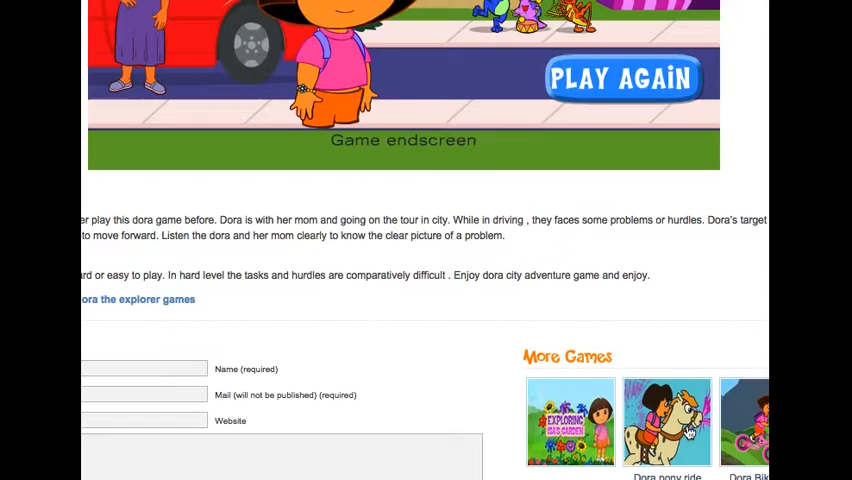 PLAY AGAIN
Game endscreen
er play this dora game before. Dora is with her mom and going on the tour in city. While in driving , they faces some problems or hurdles. Dora's target
to move forward. Listen the dora and her mom clearly to know the clear picture of a problem.
ard or easy to play. In hard level the tasks and hurdles are comparatively difficult . Enjoy dora city adventure game and enjoy.
ora the explorer games
More Games
Name (required)
Mail (will not be published) (required)
Website
EXPLORING
ISA'S GARDEN
Dora pony ride
Dora Bik